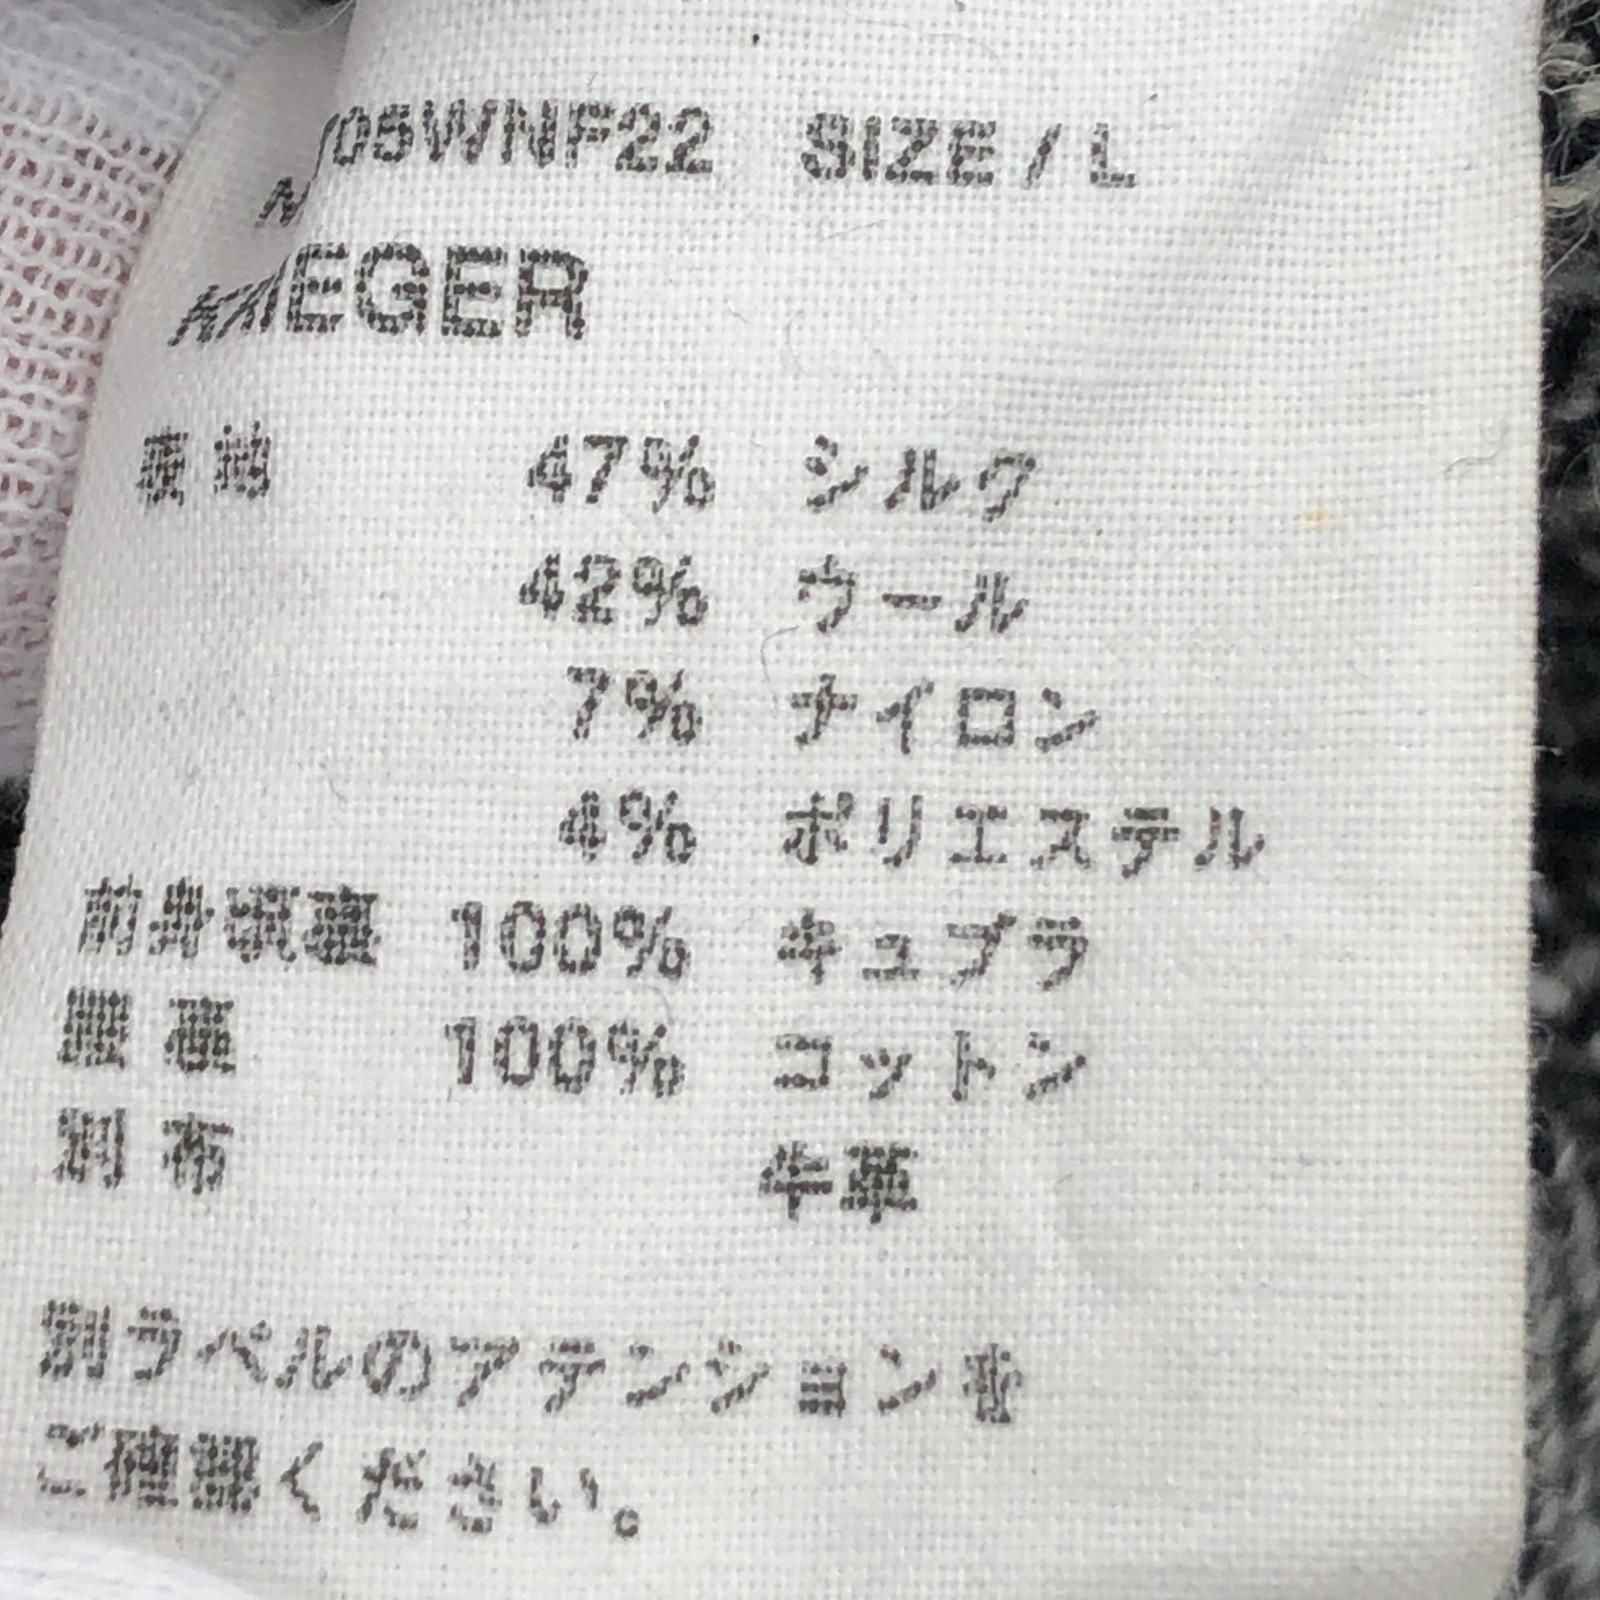 05WNF22 SIZE / L
EGER
表地 47% シルク
42% ウール
7% ナイロン
4% ポリエステル
前身頃裏 100% キュプラ
裏 100% コットン
別布 牛革
別ラベルのアテンションも
ご確認ください。